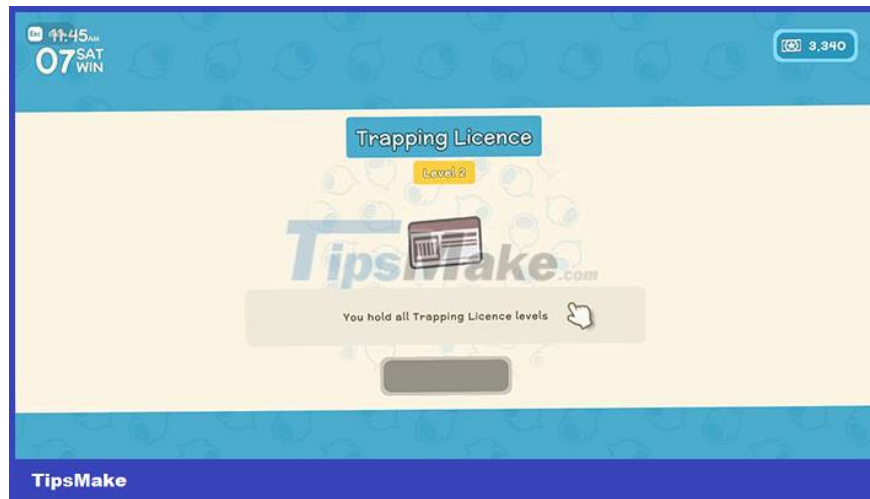 Esc 11:45AM
07 SAT
WIN
3,340
Trapping Licence
Level 2
TipsMake.com
You hold all Trapping Licence levels
TipsMake